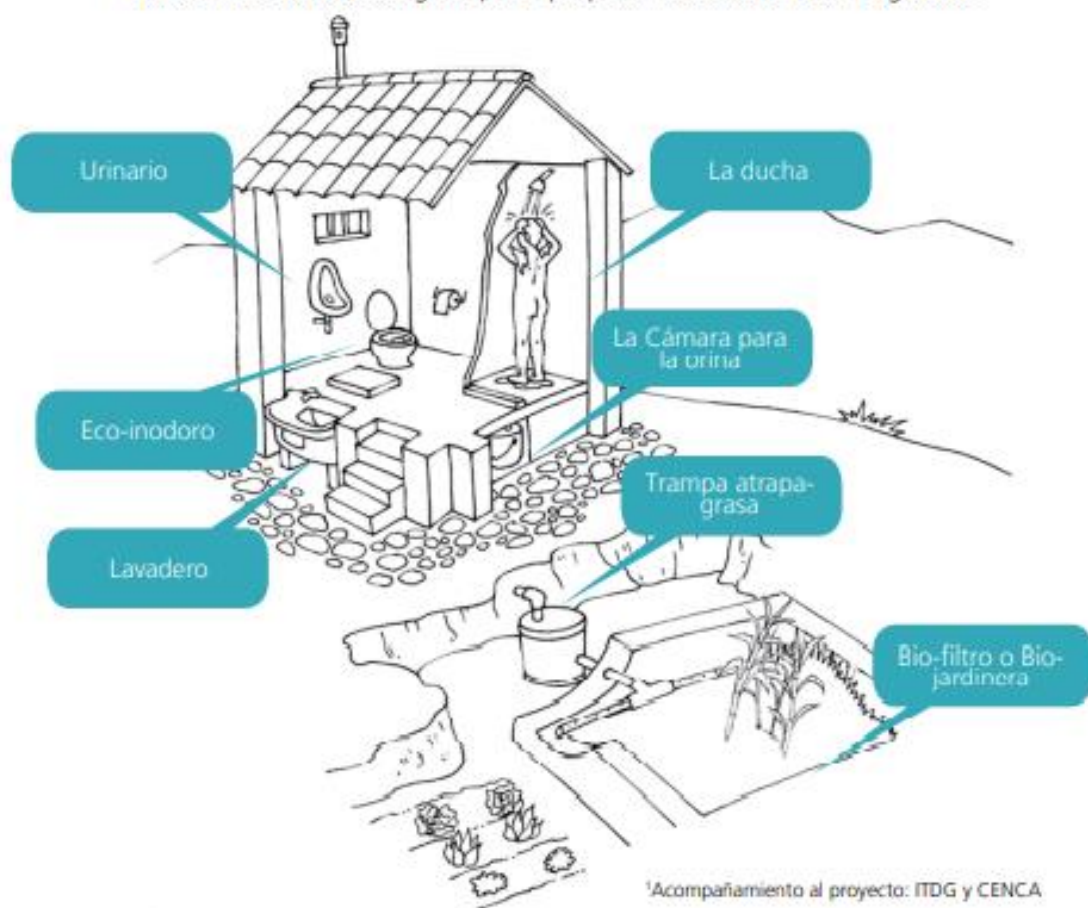 Urinario
La ducha
La Cámara para
la orina
Eco-inodoro
Trampa atrapa-
grasa
Lavadero
Bio-filtro o Bio-
jardinera
¹Acompañamiento al proyecto: ITDG y CENCA